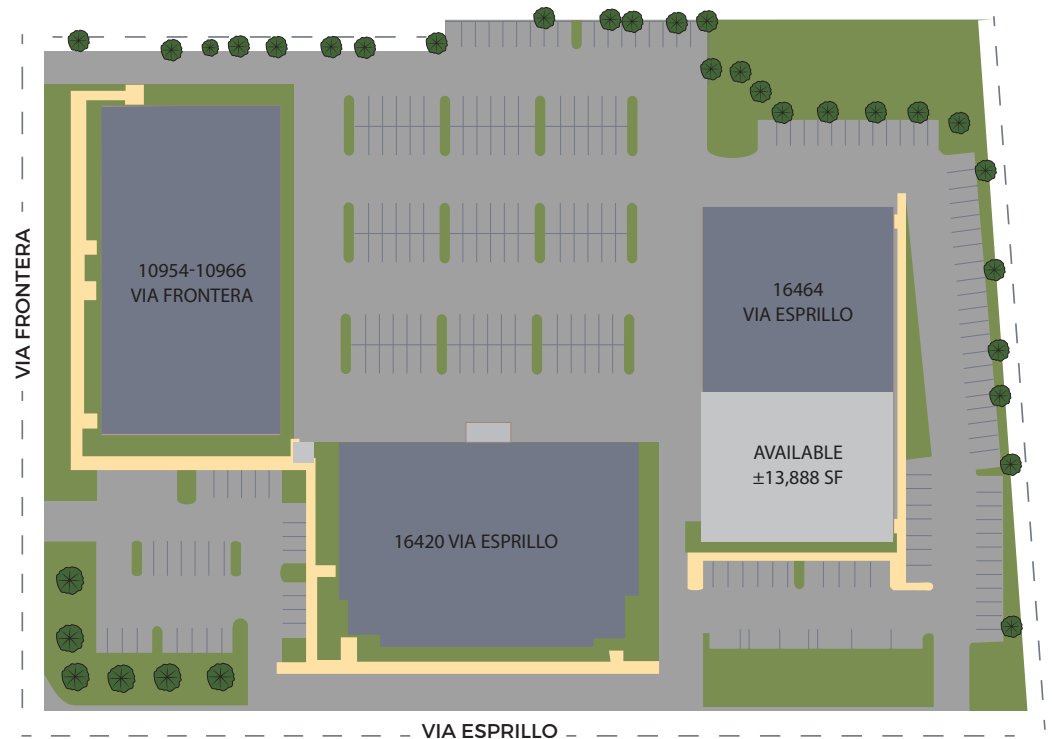 VIA FRONTERA
10954-10966
VIA FRONTERA
16464
VIA ESPRILLO
AVAILABLE
±13,888 SF
16420 VIA ESPRILLO
VIA ESPRILLO